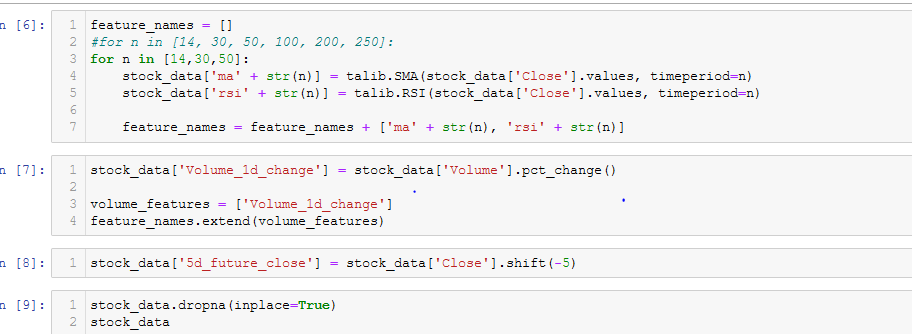 n [6]:
1 feature_names = []
2 #for n in [14, 30, 50, 100, 200, 250]:
3 for n in [14,30,50]:
4     stock_data['ma' + str(n)] = talib.SMA(stock_data['Close'].values, timeperiod=n)
5     stock_data['rsi' + str(n)] = talib.RSI(stock_data['Close'].values, timeperiod=n)
6
7     feature_names = feature_names + ['ma' + str(n), 'rsi' + str(n)]
n [7]:
1 stock_data['Volume_1d_change'] = stock_data['Volume'].pct_change()
2
3 volume_features = ['Volume_1d_change']
4 feature_names.extend(volume_features)
n [8]:
1 stock_data['5d_future_close'] = stock_data['Close'].shift(-5)
n [9]:
1 stock_data.dropna(inplace=True)
2 stock_data